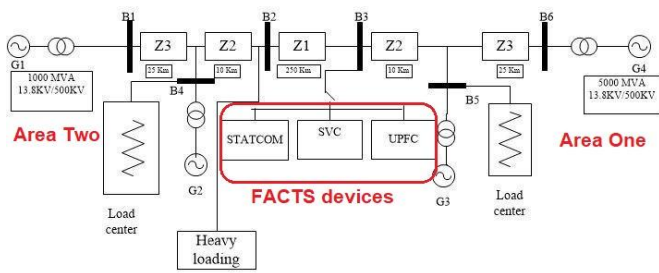 B1
B2
B3
B6
Z3
Z2
Z1
Z2
Z3
G1
G4
25 Km
10 Km
250 Km
10 Km
25 Km
B4
B5
1000 MVA
13.8KV/500KV
5000 MVA
13.8KV/500KV
Area Two
Area One
STATCOM
SVC
UPFC
G2
G3
FACTS devices
Load
center
Load
center
Heavy
loading